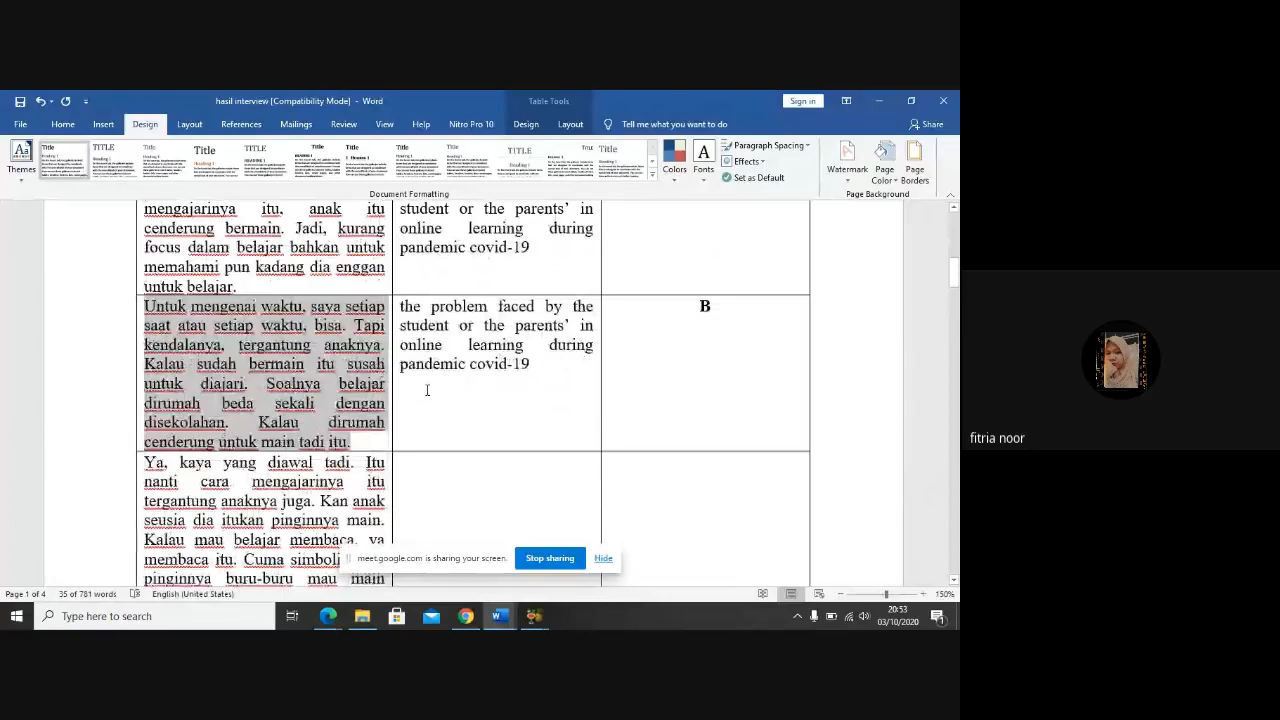 hasil interview [Compatibility Mode] - Word
Table Tools
Sign in
File Home Insert Design Layout References Mailings Review View Help Nitro Pro 10 Design Layout Tell me what you want to do Share
Themes
Colors
Fonts
Paragraph Spacing
Effects
Set as Default
Watermark
Page Color
Page Borders
Document Formatting
Page Background
mengajarinya itu, anak itu
cenderung bermain. Jadi, kurang
focus dalam belajar bahkan untuk
memahami pun kadang dia enggan
untuk belajar.
student or the parents’ in
online learning during
pandemic covid-19
Untuk mengenai waktu, saya setiap
saat atau setiap waktu, bisa. Tapi
kendalanya, tergantung anaknya.
Kalau sudah bermain itu susah
untuk diajari. Soalnya belajar
dirumah beda sekali dengan
disekolahan. Kalau dirumah
cenderung untuk main tadi itu.
the problem faced by the
student or the parents’ in
online learning during
pandemic covid-19
B
Ya, kaya yang diawal tadi. Itu
nanti cara mengajarinya itu
tergantung anaknya juga. Kan anak
seusia dia itukan pinginnya main.
Kalau mau belajar membaca, ya
membaca itu. Cuma simboli
pinginnya buru-buru mau main
meet.google.com is sharing your screen.
Stop sharing
Hide
Page 1 of 4 35 of 781 words English (United States)
150%
Type here to search
20:53
03/10/2020
fitria noor